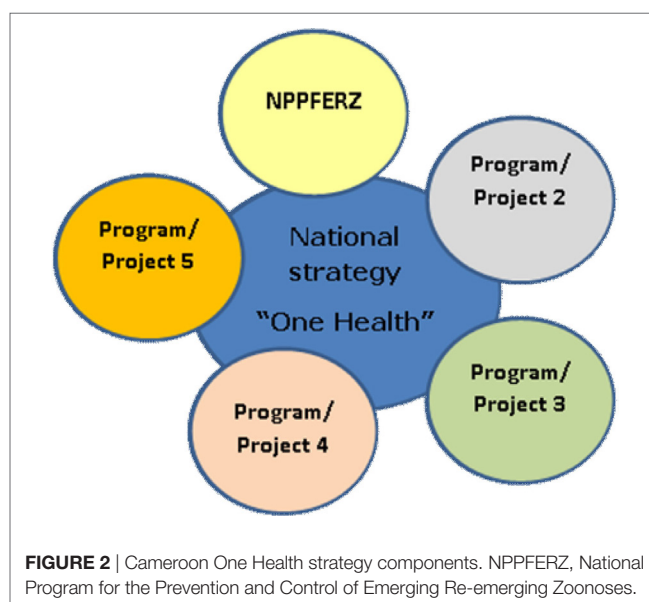 NPPFERZ
Program/
Project 2
Program/
Project 5
National
strategy
"One Health"
Program/
Project 3
Program/
Project 4
FIGURE 2 | Cameroon One Health strategy components. NPPFERZ, National
Program for the Prevention and Control of Emerging Re-emerging Zoonoses.